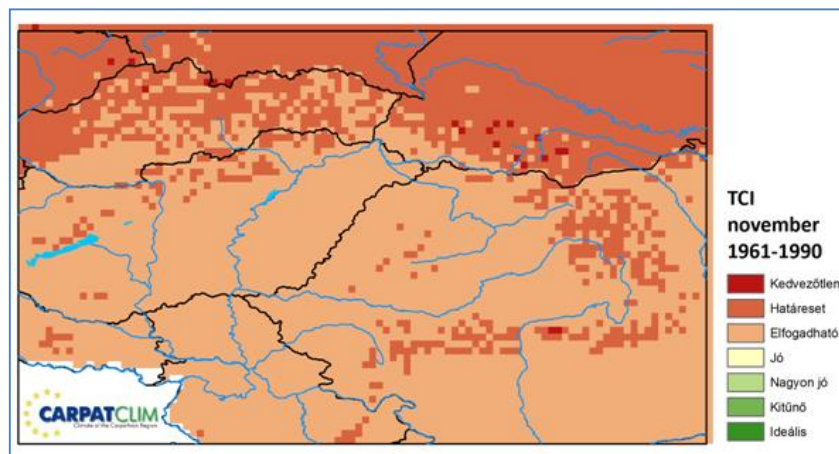 TCI
november
1961-1990
Kedvezőtlen
Határeset
Elfogadható
Jó
Nagyon jó
Kitűnő
Ideális
CARPATCLIM
Climate of the Carpathian Region